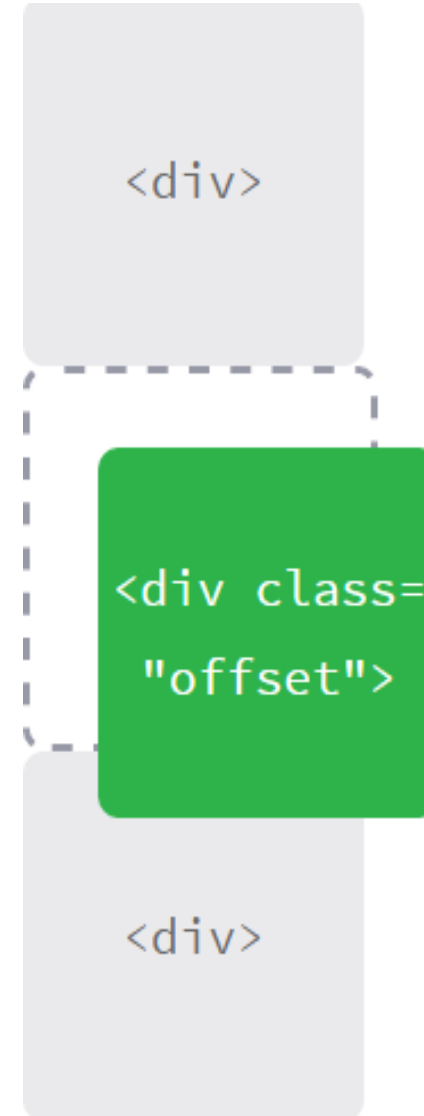 <div>
<div class=
"offset">
<div>